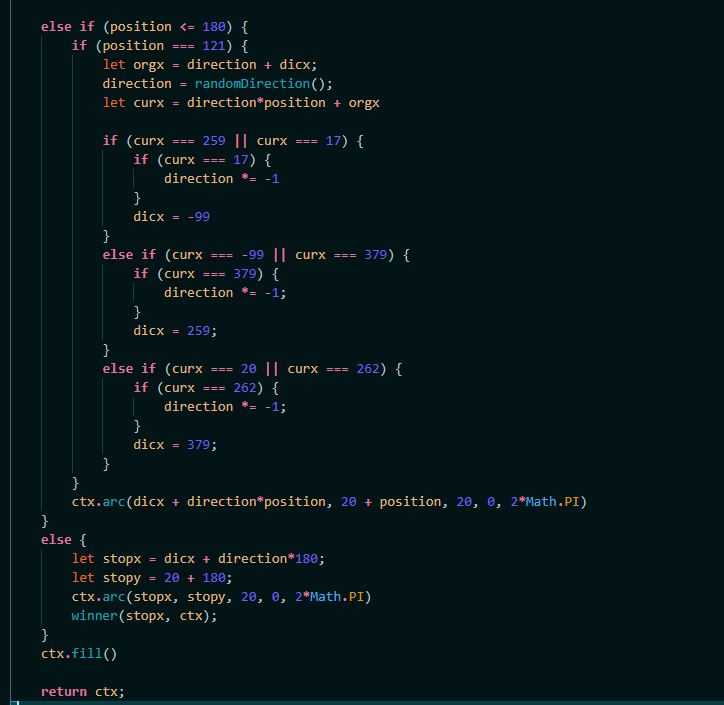 else if (position <= 180) {
if (position === 121) {
let orgx = direction + dicx;
direction = randomDirection();
let curx = direction*position + orgx
if (curx === 259 || curx === 17) {
if (curx === 17) {
direction *= -1
}
dicx = -99
}
else if (curx === -99 || curx === 379) {
if (curx === 379) {
direction *= -1;
}
dicx = 259;
}
else if (curx === 20 || curx === 262) {
if (curx === 262) {
direction *= -1;
}
dicx = 379;
}
}
ctx.arc(dicx + direction*position, 20 + position, 20, 0, 2*Math.PI)
}
else {
let stopx = dicx + direction*180;
let stopy = 20 + 180;
ctx.arc(stopx, stopy, 20, 0, 2*Math.PI)
winner(stopx, ctx);
}
ctx.fill()
return ctx;